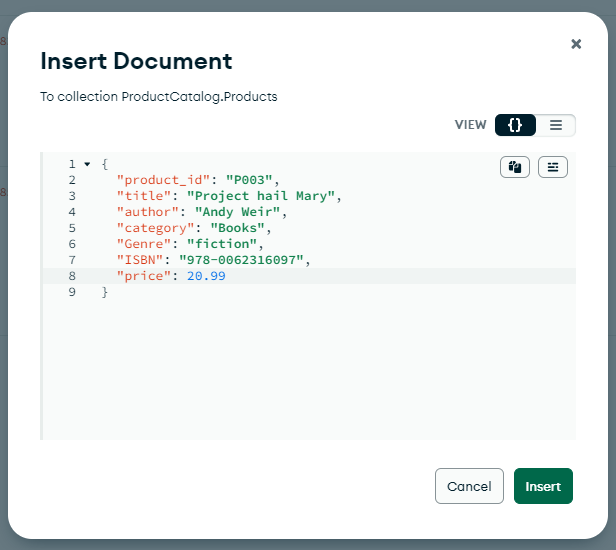 Insert Document
To collection ProductCatalog.Products
VIEW {}
1 {
2 "product_id": "P003",
3 "title": "Project hail Mary",
4 "author": "Andy Weir",
5 "category": "Books",
6 "Genre": "fiction",
7 "ISBN": "978-0062316097",
8 "price": 20.99
9 }
Cancel Insert